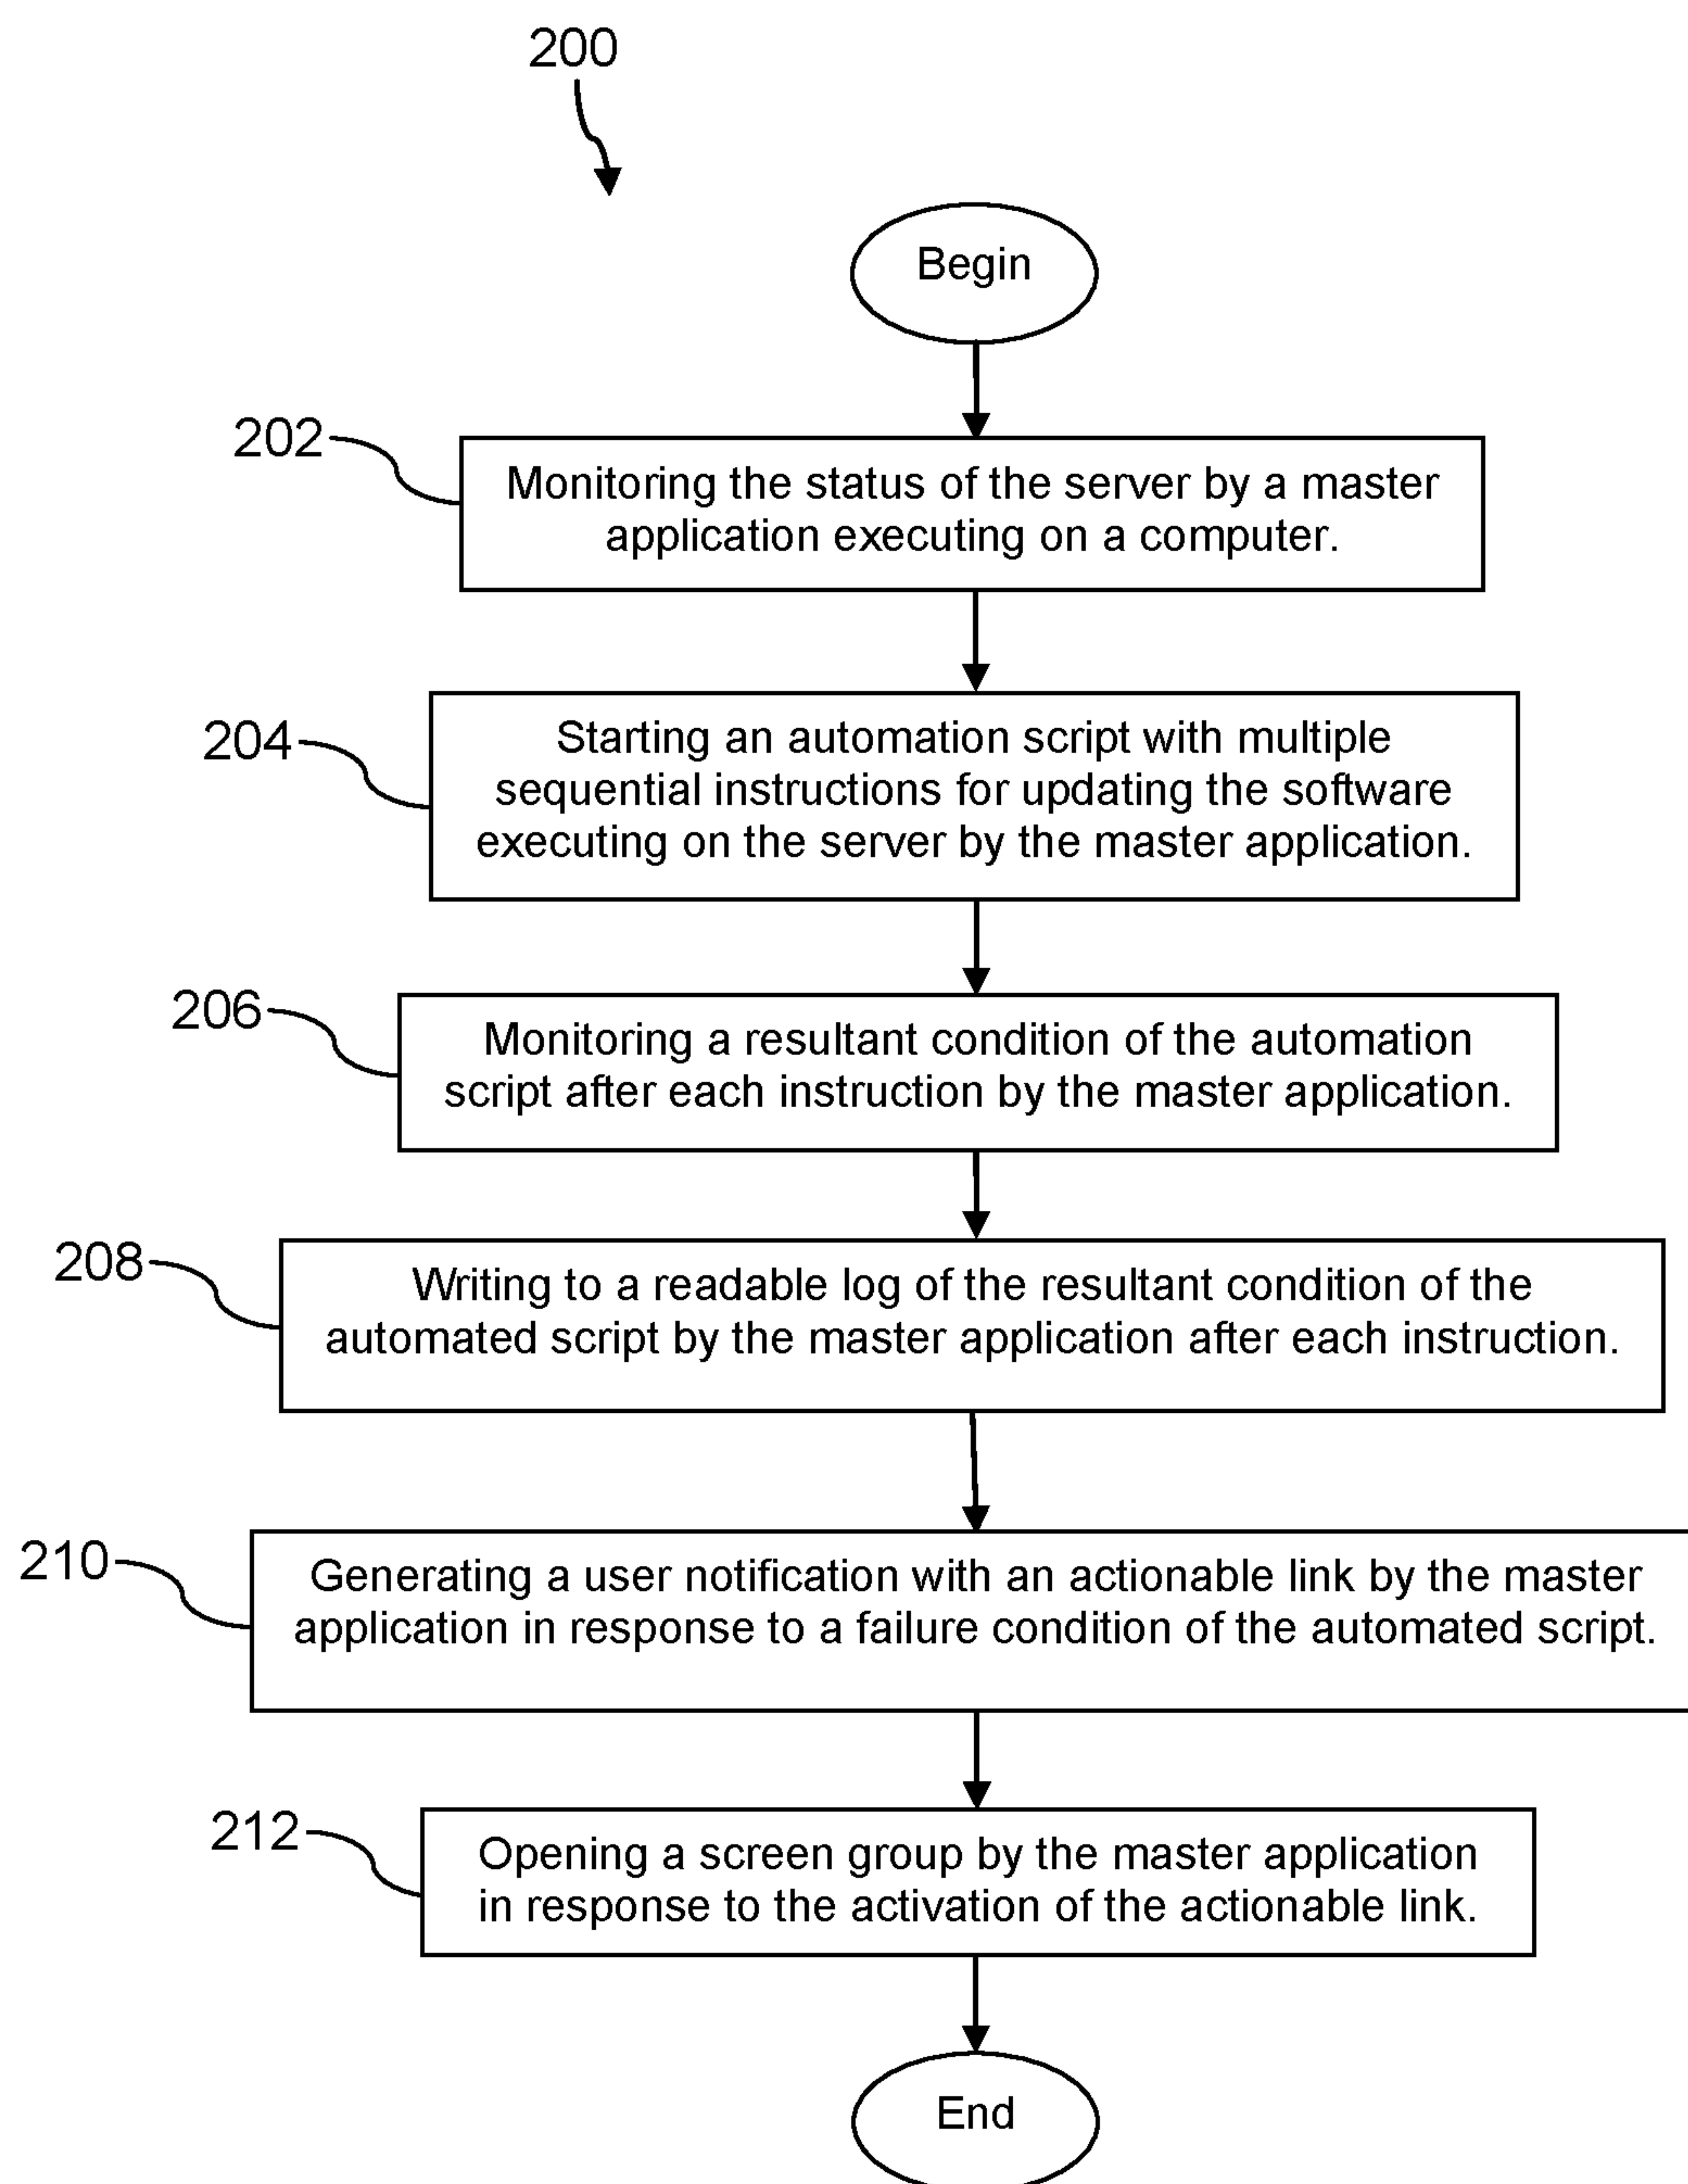 200
Begin
202
Monitoring the status of the server by a master
application executing on a computer.
204
Starting an automation script with multiple
sequential instructions for updating the software
executing on the server by the master application.
206
Monitoring a resultant condition of the automation
script after each instruction by the master application.
208
Writing to a readable log of the resultant condition of the
automated script by the master application after each instruction.
210
Generating a user notification with an actionable link by the master
application in response to a failure condition of the automated script.
212
Opening a screen group by the master application
in response to the activation of the actionable link.
End